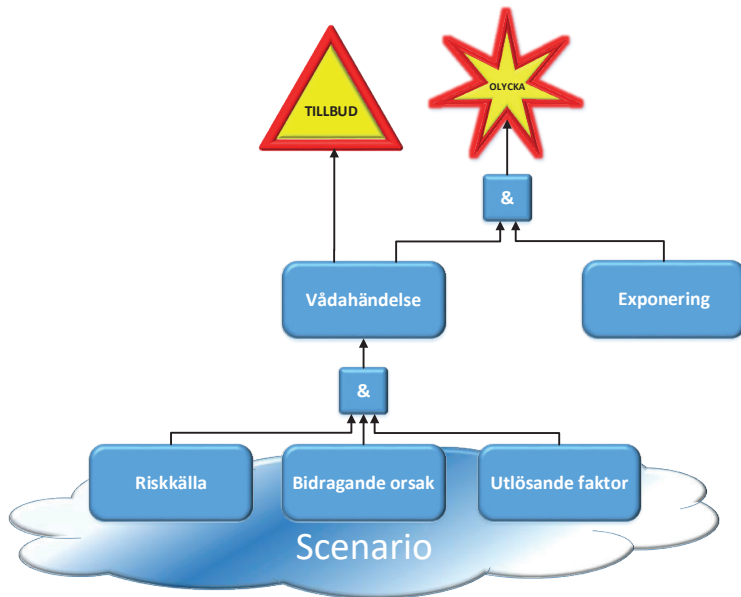 TILLBUD
OLYCKA
&
Vådahändelse
Exponering
&
Riskkälla
Bidragande orsak
Utlösande faktor
Scenario